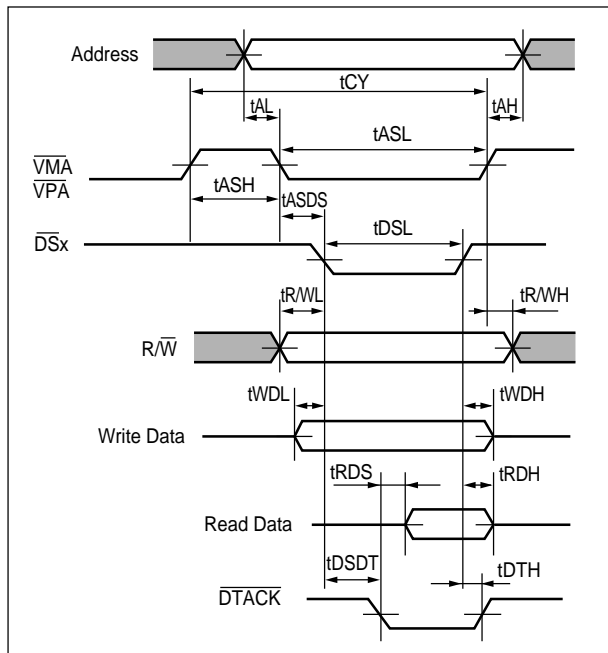 Address
tCY
tAL
tAH
tASL
VMA
VPA
tASH
tASDS
DSx
tDSL
tR/WL
tR/WH
R/W
tWDL
tWDH
Write Data
tRDS
tRDH
Read Data
tDSDT
tDTH
DTACK